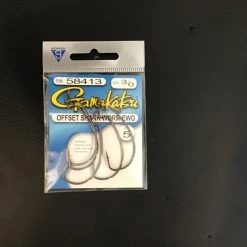 58413
3/0
Gamakatsu
OFFSET SHANK WORM EWG
5